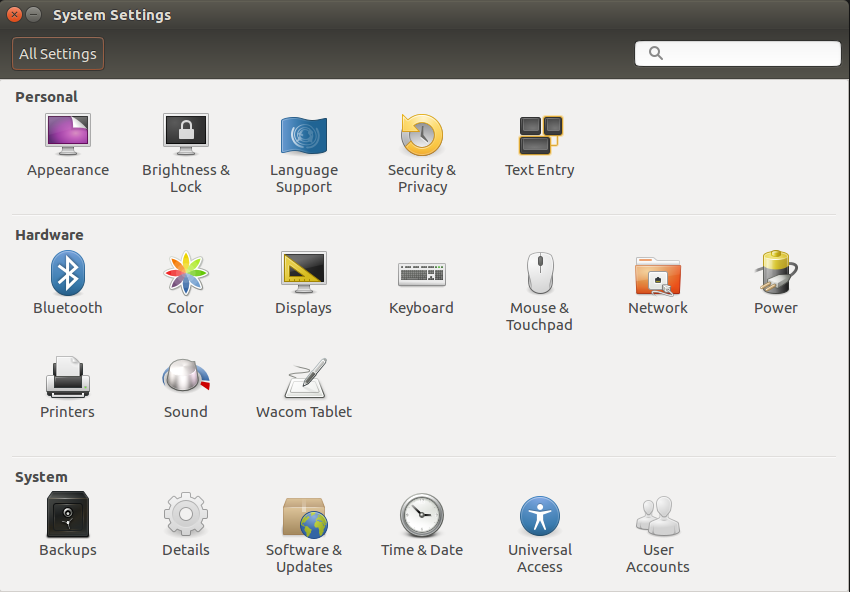 System Settings
All Settings
Personal
Appearance
Brightness &
Lock
Language
Support
Security &
Privacy
Text Entry
Hardware
Bluetooth
Color
Displays
Keyboard
Mouse &
Touchpad
Network
Power
Printers
Sound
Wacom Tablet
System
Backups
Details
Software &
Updates
Time & Date
Universal
Access
User
Accounts